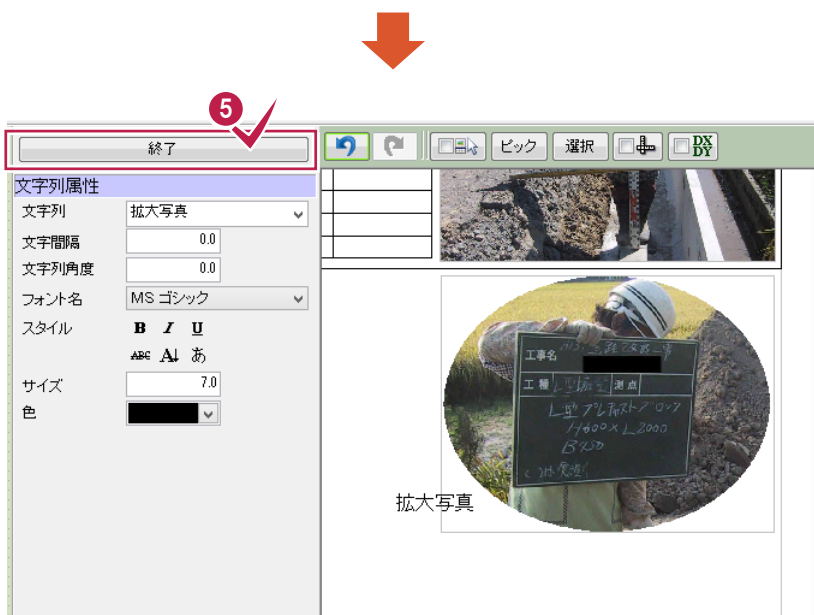 5
終了
ピック
選択
DX
DY
文字列属性
文字列 拡大写真
文字間隔 0.0
文字列角度 0.0
フォント名 MS ゴシック
スタイル B I U
ABC A↓ あ
サイズ 7.0
色
工事名
工種 測点
L型プレキャストブロック
H600×L2000
拡大写真